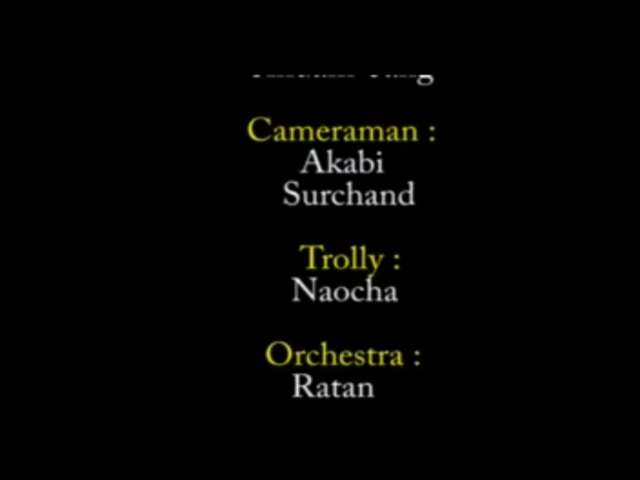 Cameraman :
Akabi
Surchand
Trolly :
Naocha
Orchestra :
Ratan